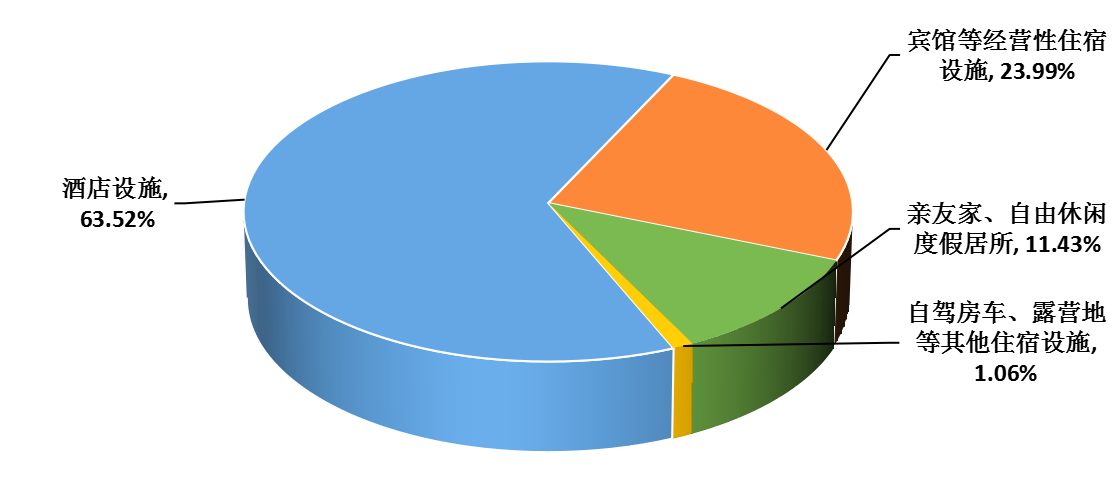 宾馆等经营性住宿
设施, 23.99%
酒店设施,
63.52%
亲友家、自由休闲
度假居所, 11.43%
自驾房车、露营地
等其他住宿设施,
1.06%